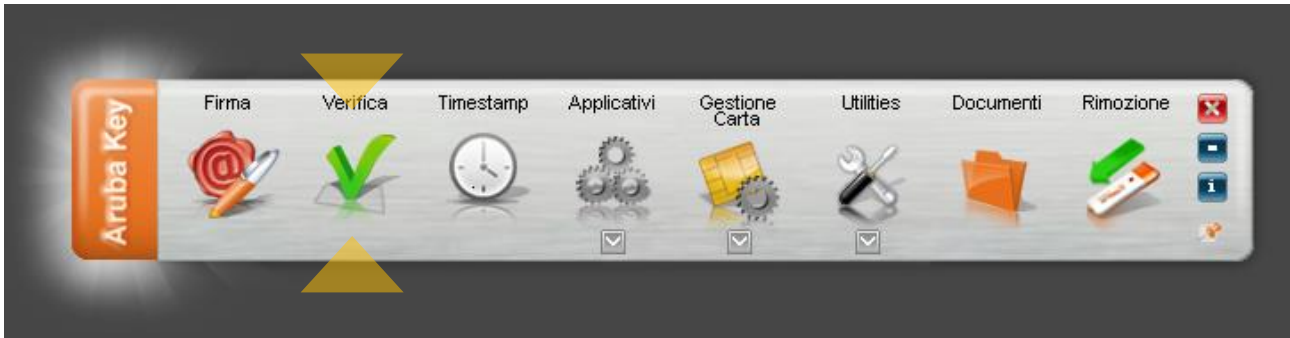 Aruba Key
Firma
Verifica
Timestamp
Applicativi
Gestione
Carta
Utilities
Documenti
Rimozione